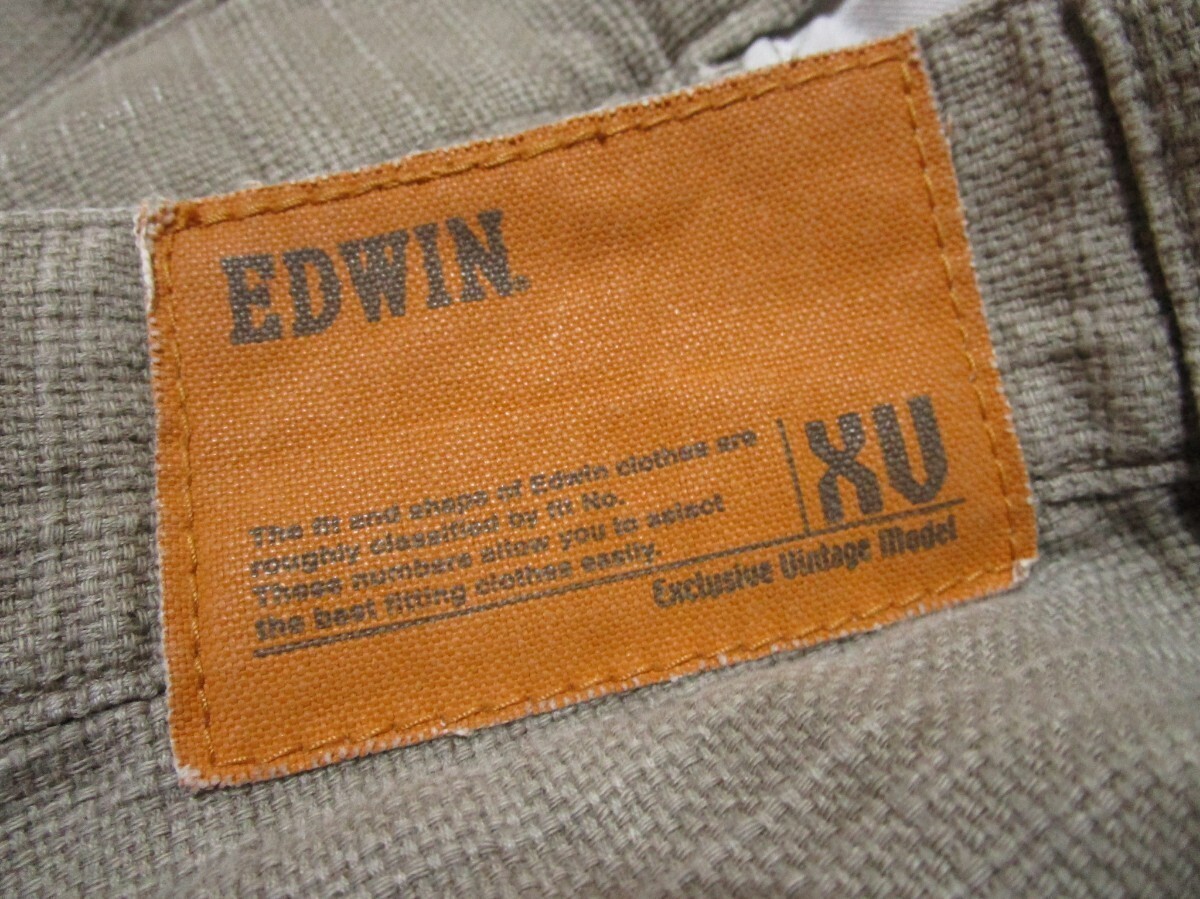 EDWIN.
The fit and shape of Edwin clothes are
roughly classified by fit No.
These numbers allow you to select
the best fitting clothes easily.
XV
Exclusive Vintage Model